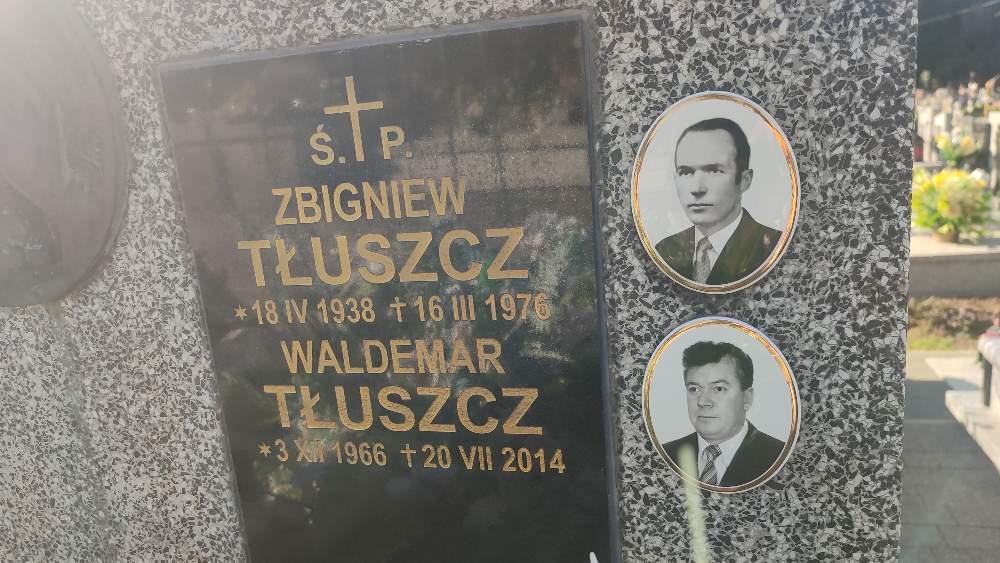 Ś. P.
ZBIGNIEW
TŁUSZCZ
*18 IV 1938 †16 III 1976
WALDEMAR
TŁUSZCZ
*3 XII 1966 †20 VII 2014